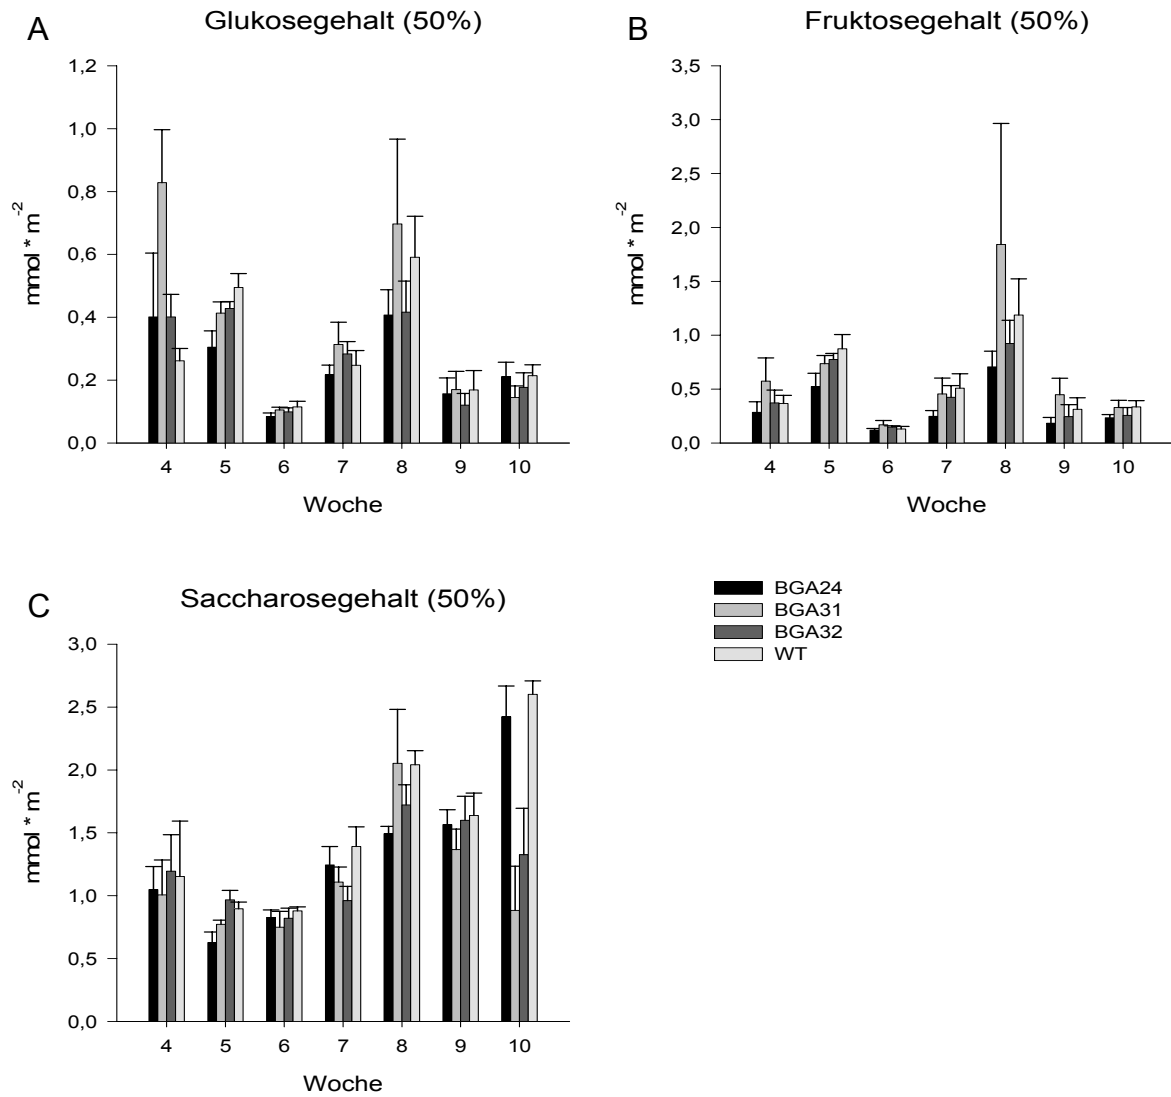 A
Glukosegehalt (50%)
1,2
1,0
0,8
0,6
0,4
0,2
0,0
mmol * m-2
4 5 6 7 8 9 10
Woche
B
Fruktosegehalt (50%)
3,5
3,0
2,5
2,0
1,5
1,0
0,5
0,0
mmol * m-2
4 5 6 7 8 9 10
Woche
C
Saccharosegehalt (50%)
3,0
2,5
2,0
1,5
1,0
0,5
0,0
mmol * m-2
4 5 6 7 8 9 10
Woche
BGA24
BGA31
BGA32
WT